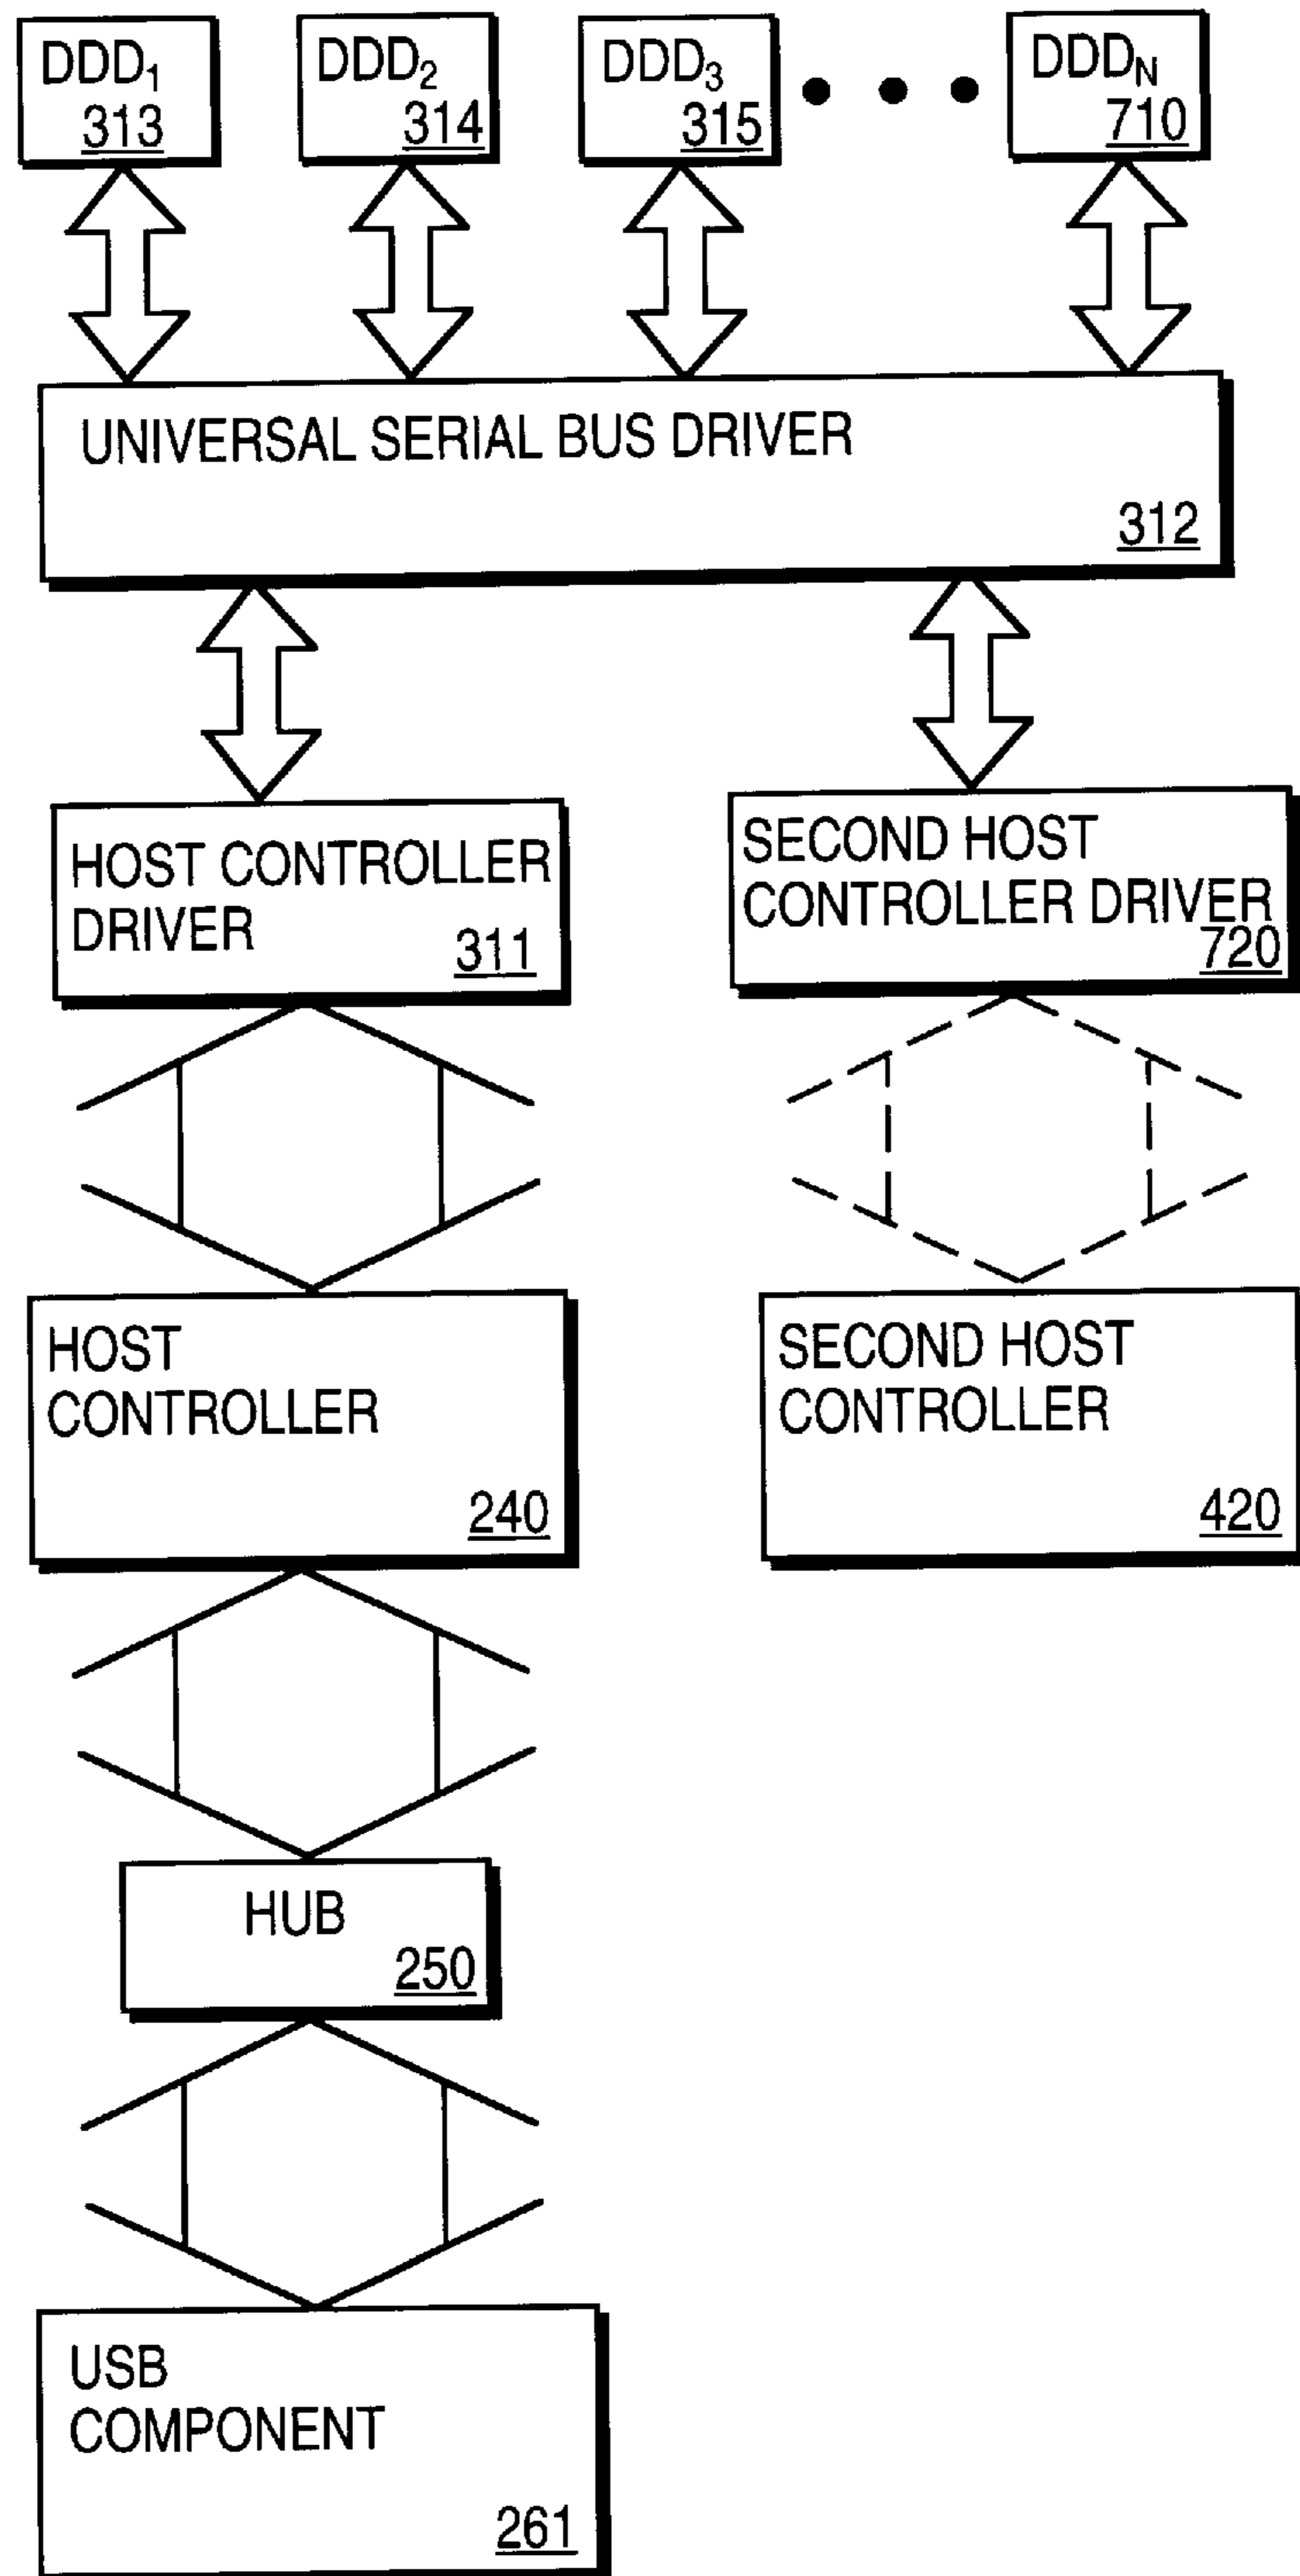 DDD₁
313
DDD₂
314
DDD₃
315
DDD_N
710
UNIVERSAL SERIAL BUS DRIVER
312
HOST CONTROLLER
DRIVER
311
SECOND HOST
CONTROLLER DRIVER
720
HOST
CONTROLLER
240
SECOND HOST
CONTROLLER
420
HUB
250
USB
COMPONENT
261